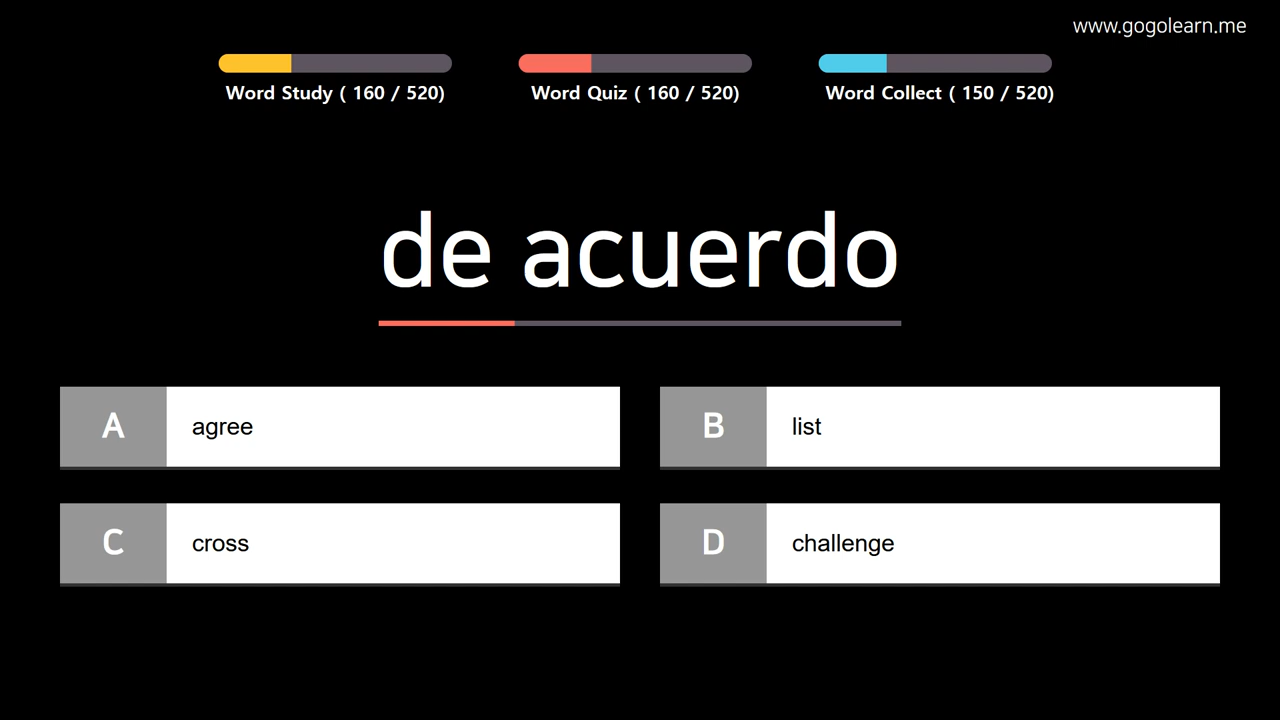 www.gogolearn.me
Word Study ( 160 / 520)
Word Quiz ( 160 / 520)
Word Collect ( 150 / 520)
de acuerdo
A agree
B list
C cross
D challenge